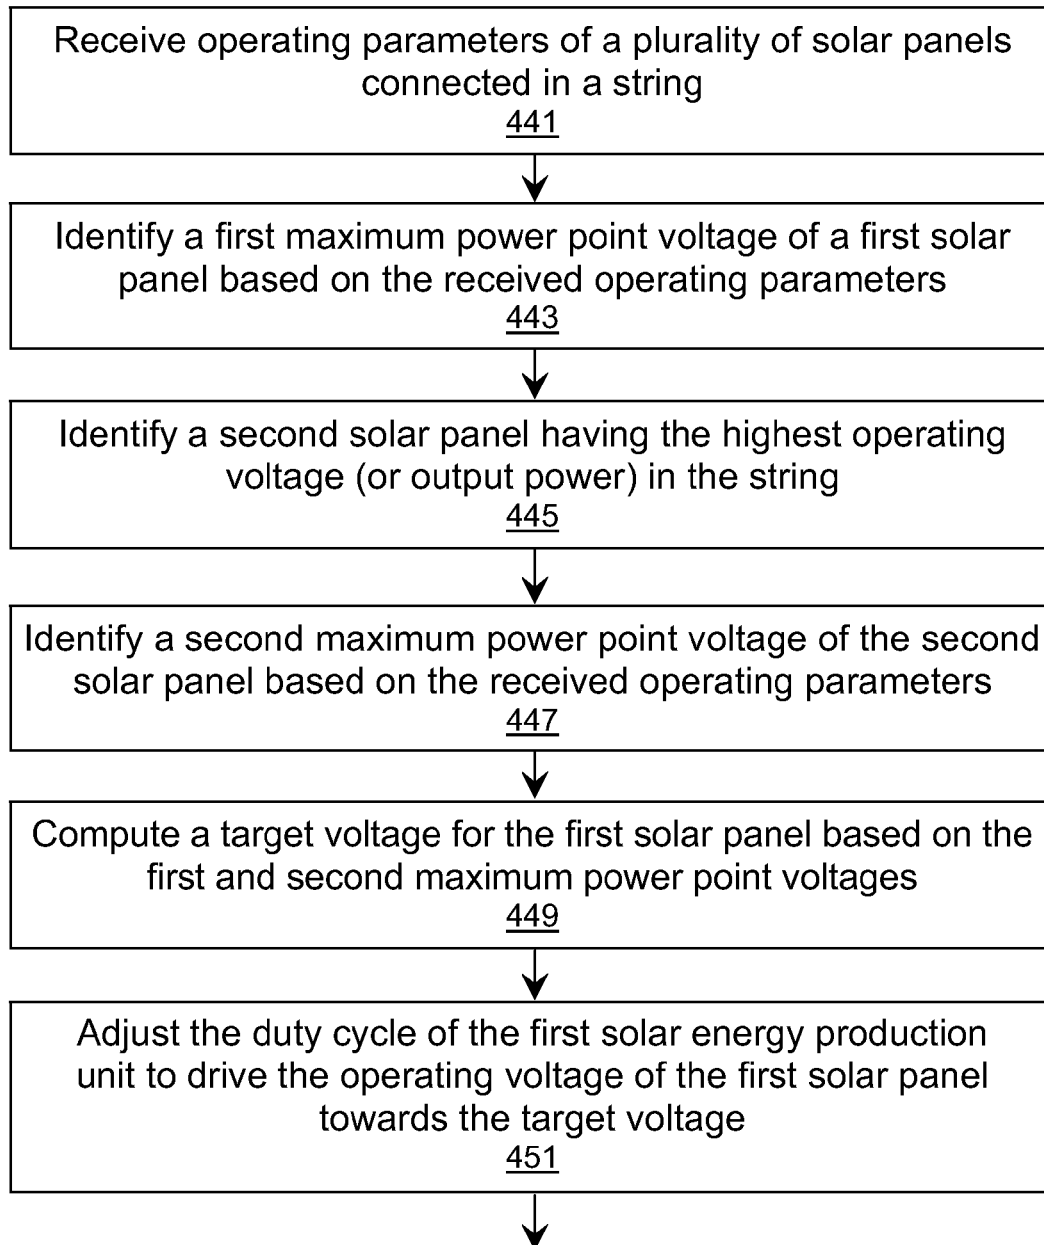 Receive operating parameters of a plurality of solar panels
connected in a string
441
Identify a first maximum power point voltage of a first solar
panel based on the received operating parameters
443
Identify a second solar panel having the highest operating
voltage (or output power) in the string
445
Identify a second maximum power point voltage of the second
solar panel based on the received operating parameters
447
Compute a target voltage for the first solar panel based on the
first and second maximum power point voltages
449
Adjust the duty cycle of the first solar energy production
unit to drive the operating voltage of the first solar panel
towards the target voltage
451